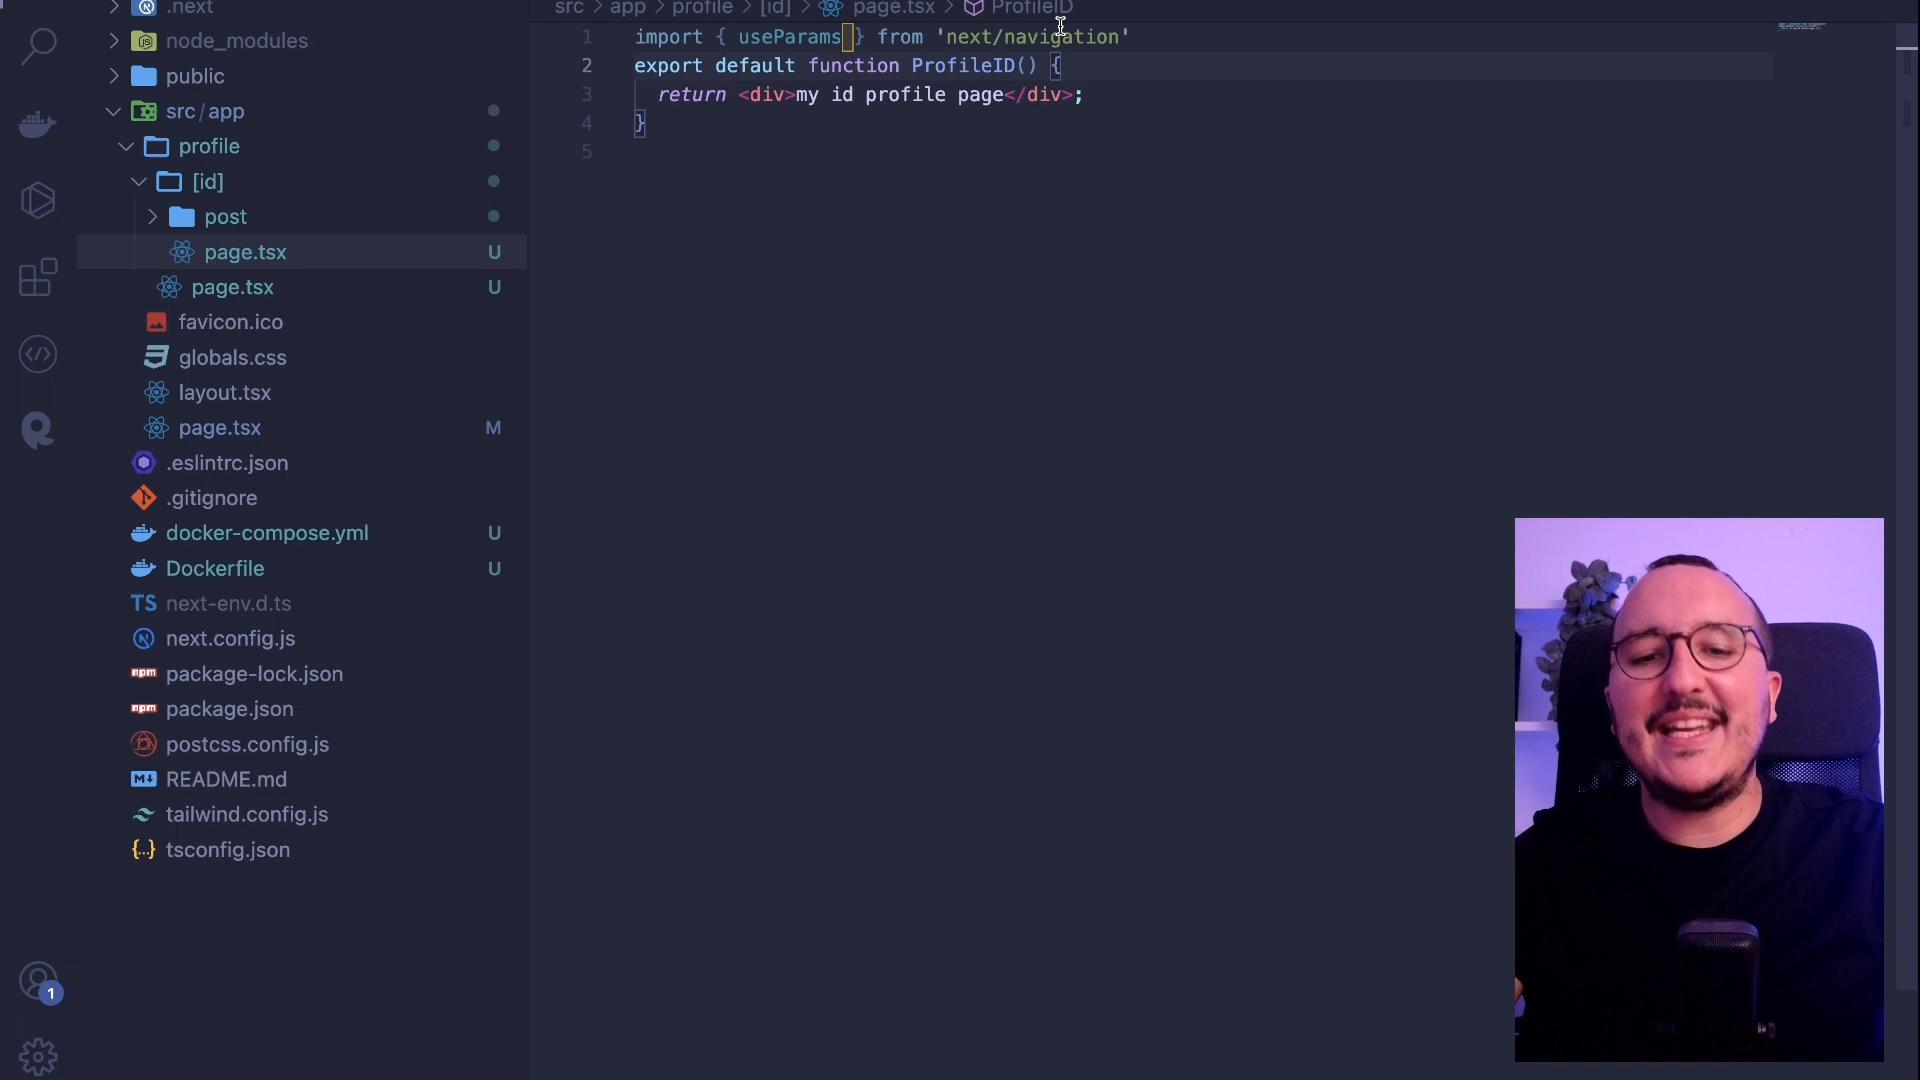 .next
node_modules
public
src/app
profile
[id]
post
page.tsx U
page.tsx U
favicon.ico
globals.css
layout.tsx
page.tsx M
.eslintrc.json
.gitignore
docker-compose.yml U
Dockerfile U
TS next-env.d.ts
next.config.js
npm package-lock.json
npm package.json
postcss.config.js
M README.md
tailwind.config.js
{..} tsconfig.json
1
src > app > profile > [id] > page.tsx > ProfileID
1 import { useParams } from 'next/navigation'
2 export default function ProfileID() {
3 return <div>my id profile page</div>;
4 }
5